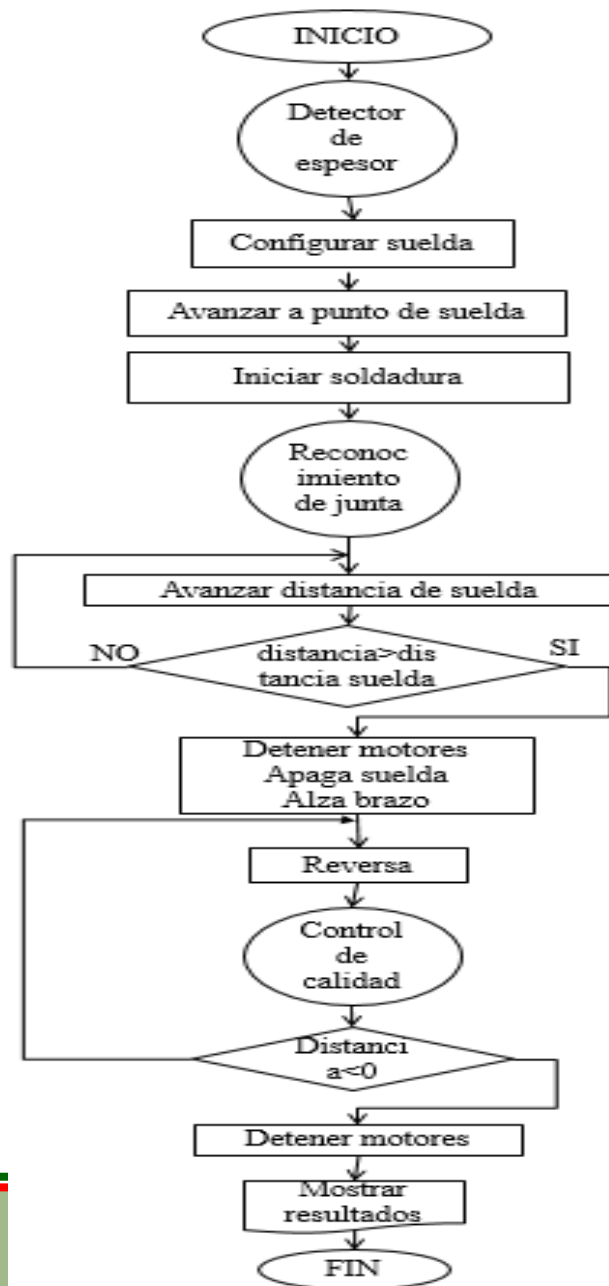 INICIO
Detector
de
espesor
Configurar suelda
Avanzar a punto de suelda
Iniciar soldadura
Reconoc
imiento
de junta
Avanzar distancia de suelda
NO
distancia>dis
tancia suelda
SI
Detener motores
Apaga suelda
Alza brazo
Reversa
Control
de
calidad
Distanci
a<0
Detener motores
Mostrar
resultados
FIN